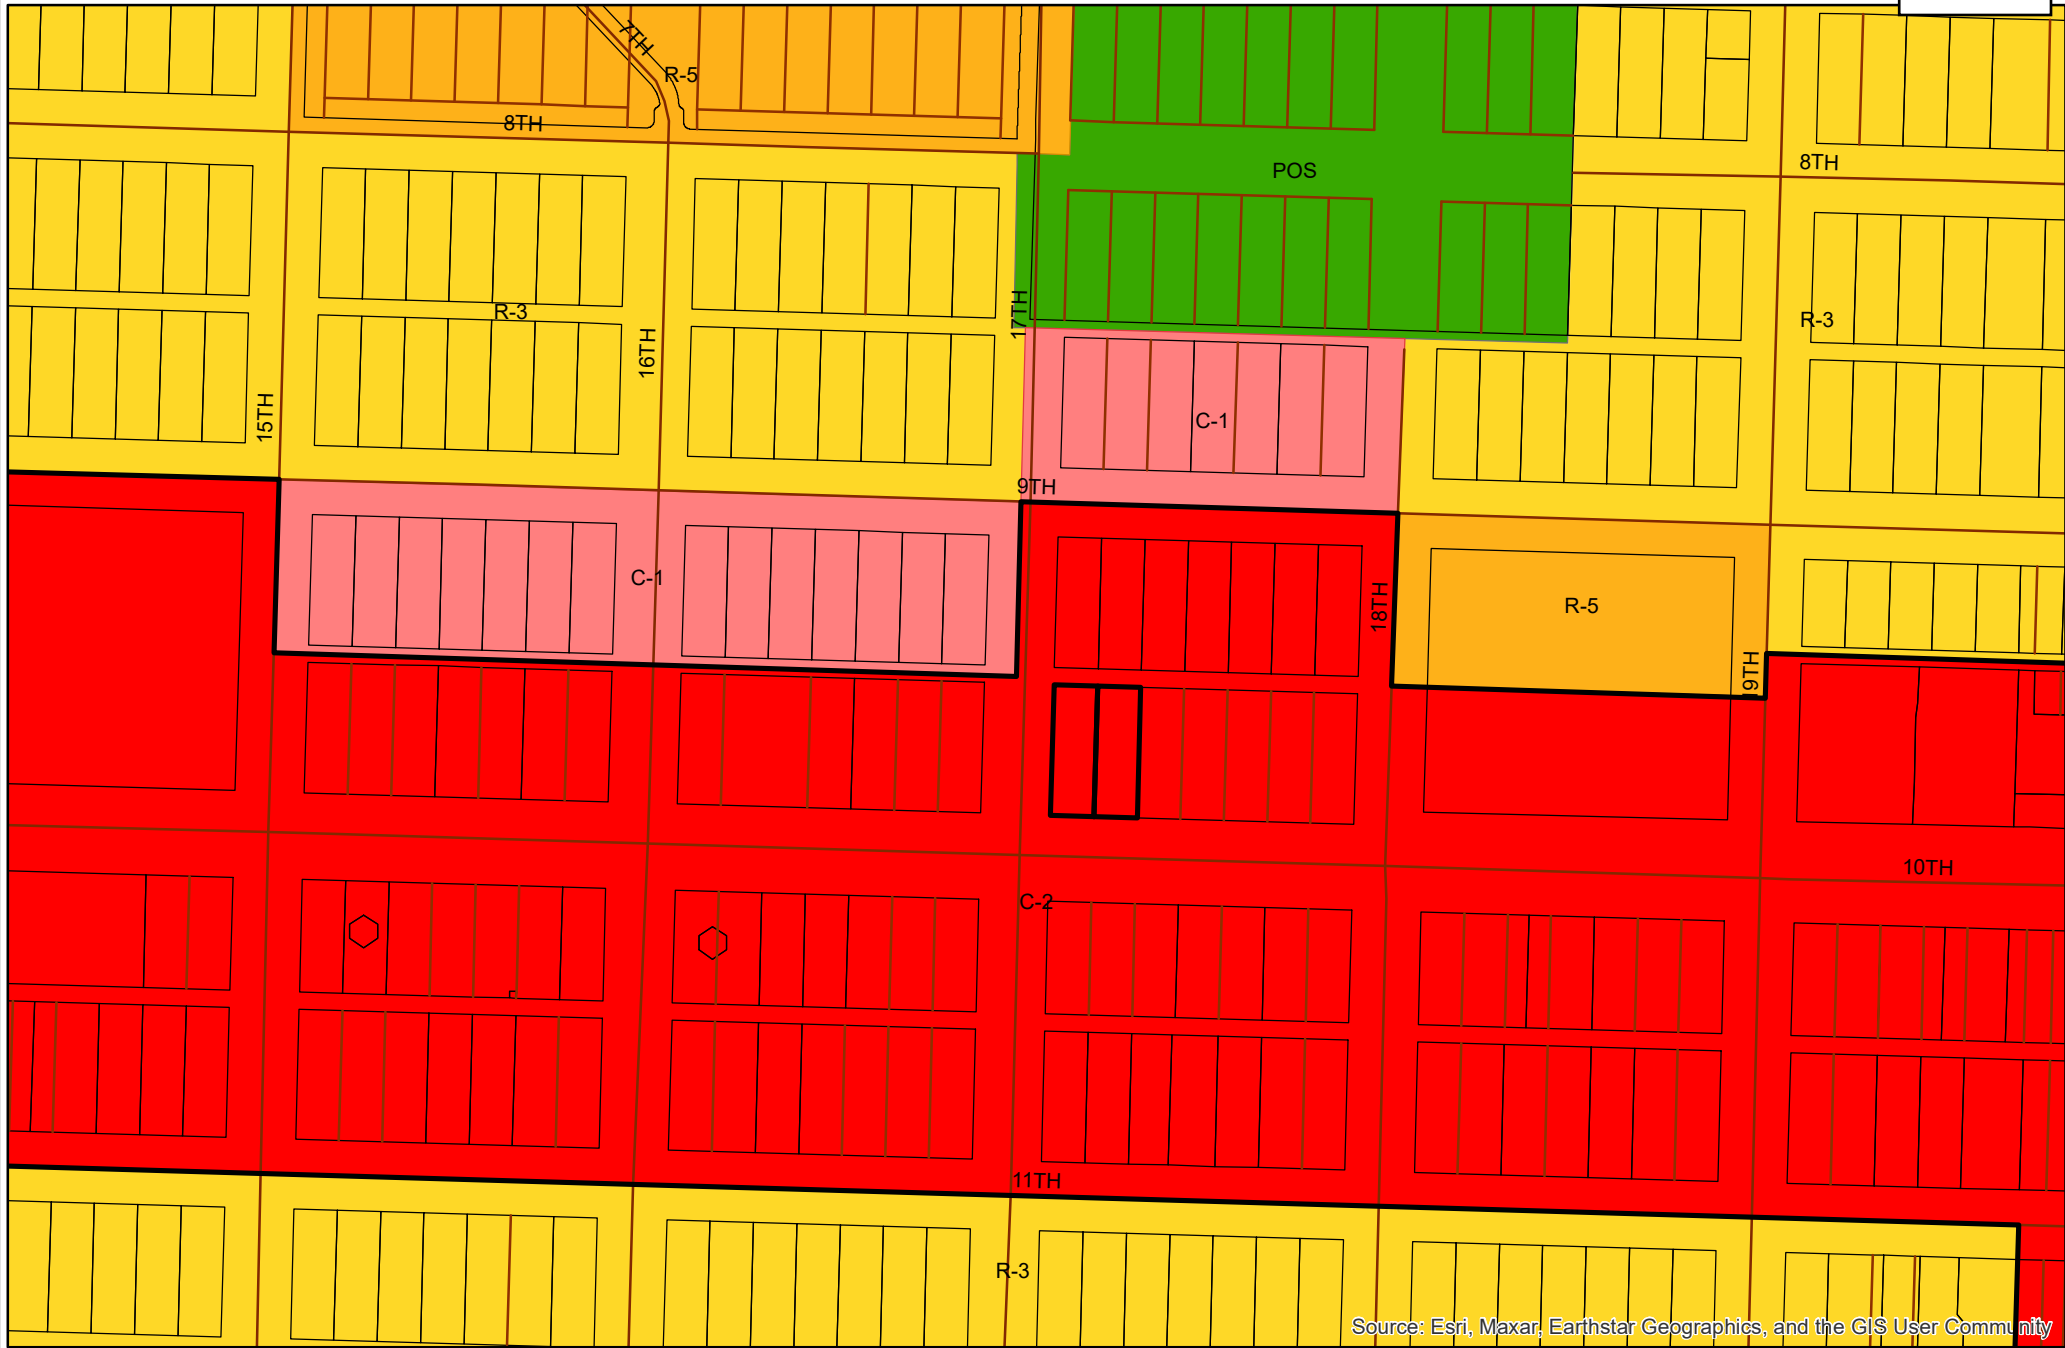 7TH
R-5
8TH
8TH
POS
17TH
R-3
R-3
16TH
15TH
C-1
9TH
C-1
18TH
R-5
19TH
10TH
C-2
11TH
R-3
Source: Esri, Maxar, Earthstar Geographics, and the GIS User Community